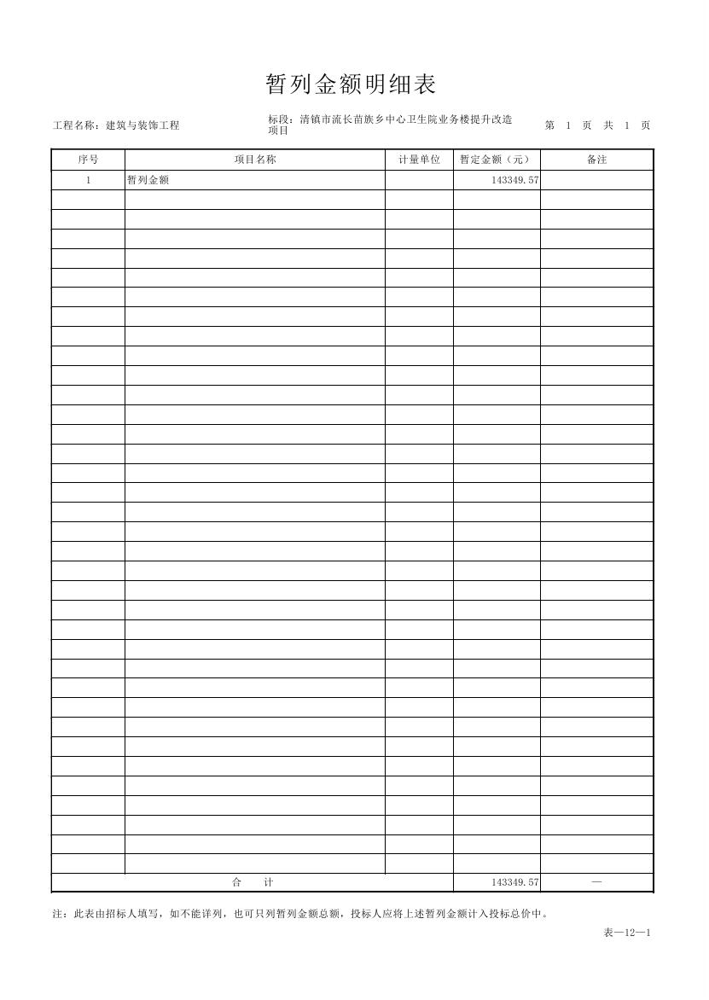 暂列金额明细表
工程名称：建筑与装饰工程
标段：清镇市流长苗族乡中心卫生院业务楼提升改造
项目
第 1 页 共 1 页
序号 项目名称 计量单位 暂定金额（元） 备注
1 暂列金额 143349.57
合 计 143349.57 —
注：此表由招标人填写，如不能详列，也可只列暂列金额总额，投标人应将上述暂列金额计入投标总价中。
表—12—1